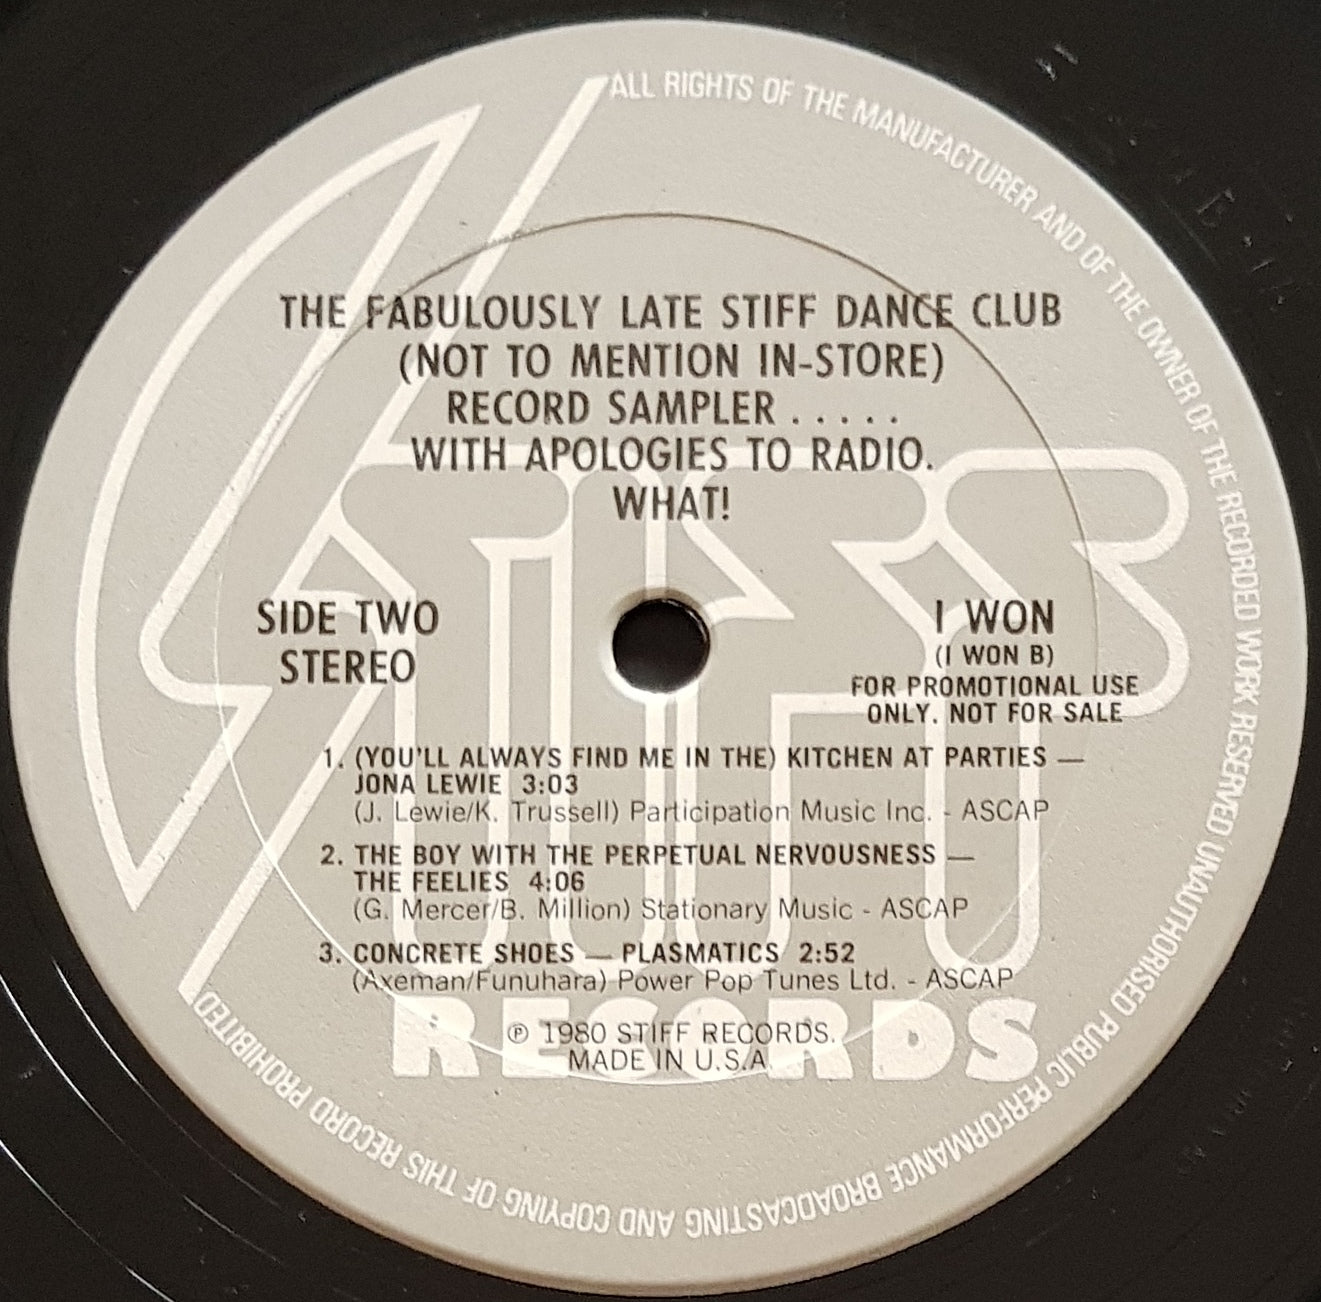 ALL RIGHTS OF THE MANUFACTURER AND OF THE OWNER OF THE RECORDED WORK RESERVED UNAUTHORISED PUBLIC PERFORMANCE BROADCASTING AND COPYING OF THIS RECORD PROHIBITED
THE FABULOUSLY LATE STIFF DANCE CLUB
(NOT TO MENTION IN-STORE)
RECORD SAMPLER . . . . .
WITH APOLOGIES TO RADIO.
WHAT!
SIDE TWO
STEREO
I WON
(I WON B)
FOR PROMOTIONAL USE
ONLY. NOT FOR SALE
1. (YOU'LL ALWAYS FIND ME IN THE) KITCHEN AT PARTIES —
JONA LEWIE 3:03
(J. Lewie/K. Trussell) Participation Music Inc. - ASCAP
2. THE BOY WITH THE PERPETUAL NERVOUSNESS —
THE FEELIES 4:06
(G. Mercer/B. Million) Stationary Music - ASCAP
3. CONCRETE SHOES — PLASMATICS 2:52
(Axeman/Funuhara) Power Pop Tunes Ltd. - ASCAP
℗ 1980 STIFF RECORDS.
MADE IN U.S.A.
STIFF
RECORDS